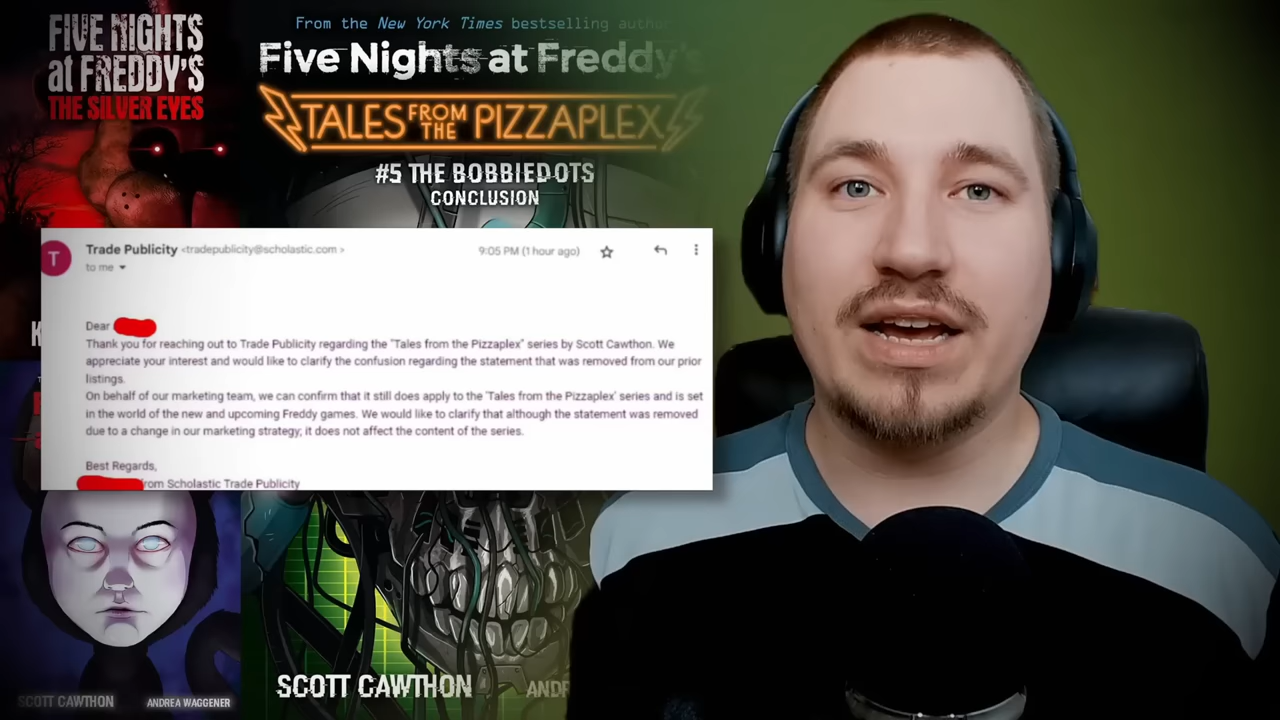 FIVE NIGHTS
at FREDDY'S
THE SILVER EYES
From the New York Times bestselling author
Five Nights at Freddy's
TALES FROM THE PIZZAPLEX
#5 THE BOBBIEDOTS
CONCLUSION
T
Trade Publicity <tradepublicity@scholastic.com>
9:05 PM (1 hour ago)
to me
Dear
Thank you for reaching out to Trade Publicity regarding the "Tales from the Pizzaplex" series by Scott Cawthon. We
appreciate your interest and would like to clarify the confusion regarding the statement that was removed from our prior
listings.
On behalf of our marketing team, we can confirm that it still does apply to the 'Tales from the Pizzaplex' series and is set
in the world of the new and upcoming Freddy games. We would like to clarify that although the statement was removed
due to a change in our marketing strategy; it does not affect the content of the series.
Best Regards,
from Scholastic Trade Publicity
SCOTT CAWTHON
ANDREA WAGGENER
SCOTT CAWTHON